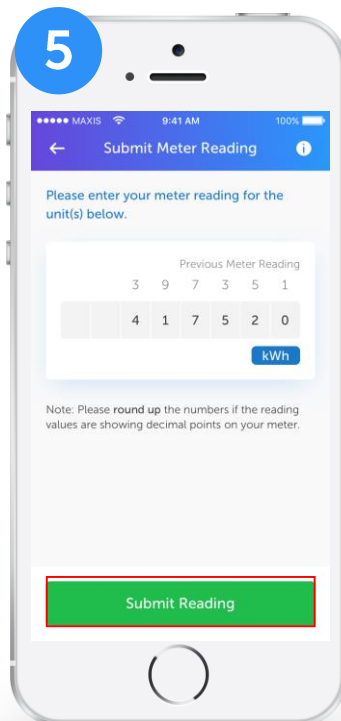 5
MAXIS 9:41 AM 100%
Submit Meter Reading
Please enter your meter reading for the
unit(s) below.
Previous Meter Reading
3 9 7 3 5 1
4 1 7 5 2 0
kWh
Note: Please round up the numbers if the reading
values are showing decimal points on your meter.
Submit Reading